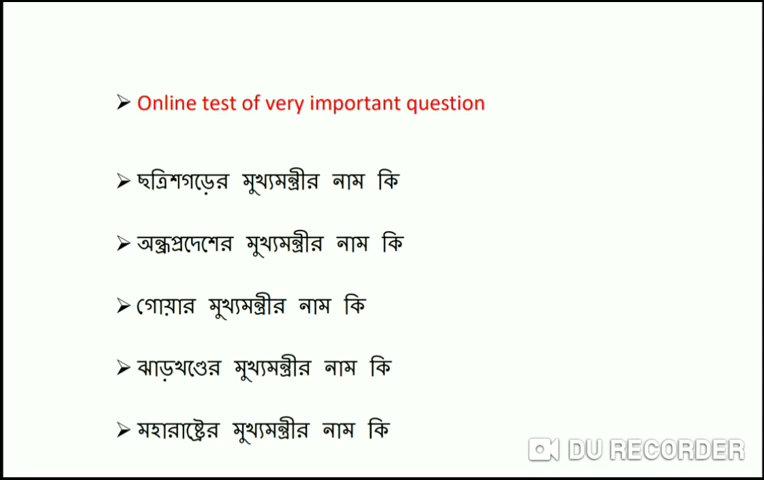 ➢ Online test of very important question
➢ ছত্রিশগড়ের মুখ্যমন্ত্রীর নাম কি
➢ অন্ধ্রপ্রদেশের মুখ্যমন্ত্রীর নাম কি
➢ গোয়ার মুখ্যমন্ত্রীর নাম কি
➢ ঝাড়খণ্ডের মুখ্যমন্ত্রীর নাম কি
➢ মহারাষ্ট্রের মুখ্যমন্ত্রীর নাম কি
DU RECORDER